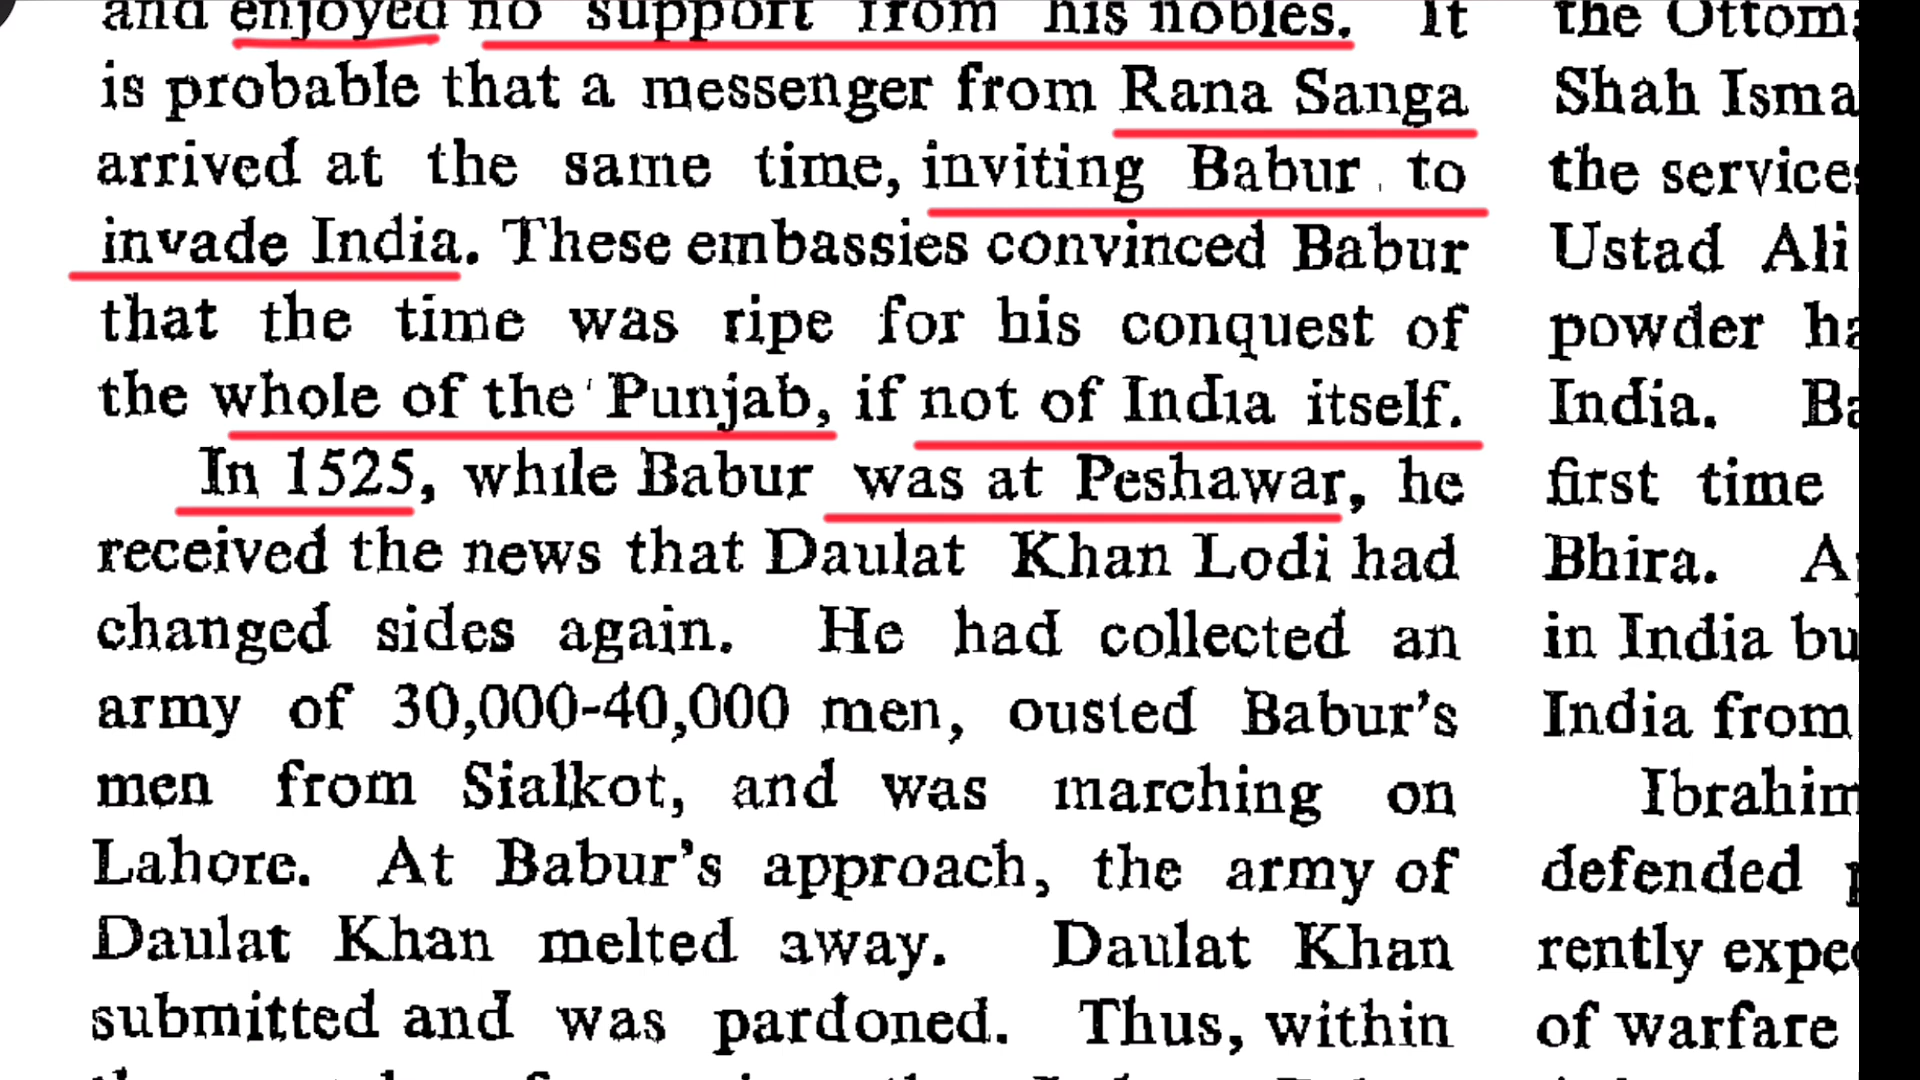 and enjoyed no support from his nobles. It
is probable that a messenger from Rana Sanga
arrived at the same time, inviting Babur to
invade India. These embassies convinced Babur
that the time was ripe for his conquest of
the whole of the Punjab, if not of India itself.
In 1525, while Babur was at Peshawar, he
received the news that Daulat Khan Lodi had
changed sides again. He had collected an
army of 30,000-40,000 men, ousted Babur's
men from Sialkot, and was marching on
Lahore. At Babur's approach, the army of
Daulat Khan melted away. Daulat Khan
submitted and was pardoned. Thus, within
the Ottom
Shah Isma
the service
Ustad Ali
powder ha
India. Ba
first time
Bhira. A
in India bu
India from
Ibrahim
defended
rently expe
of warfare